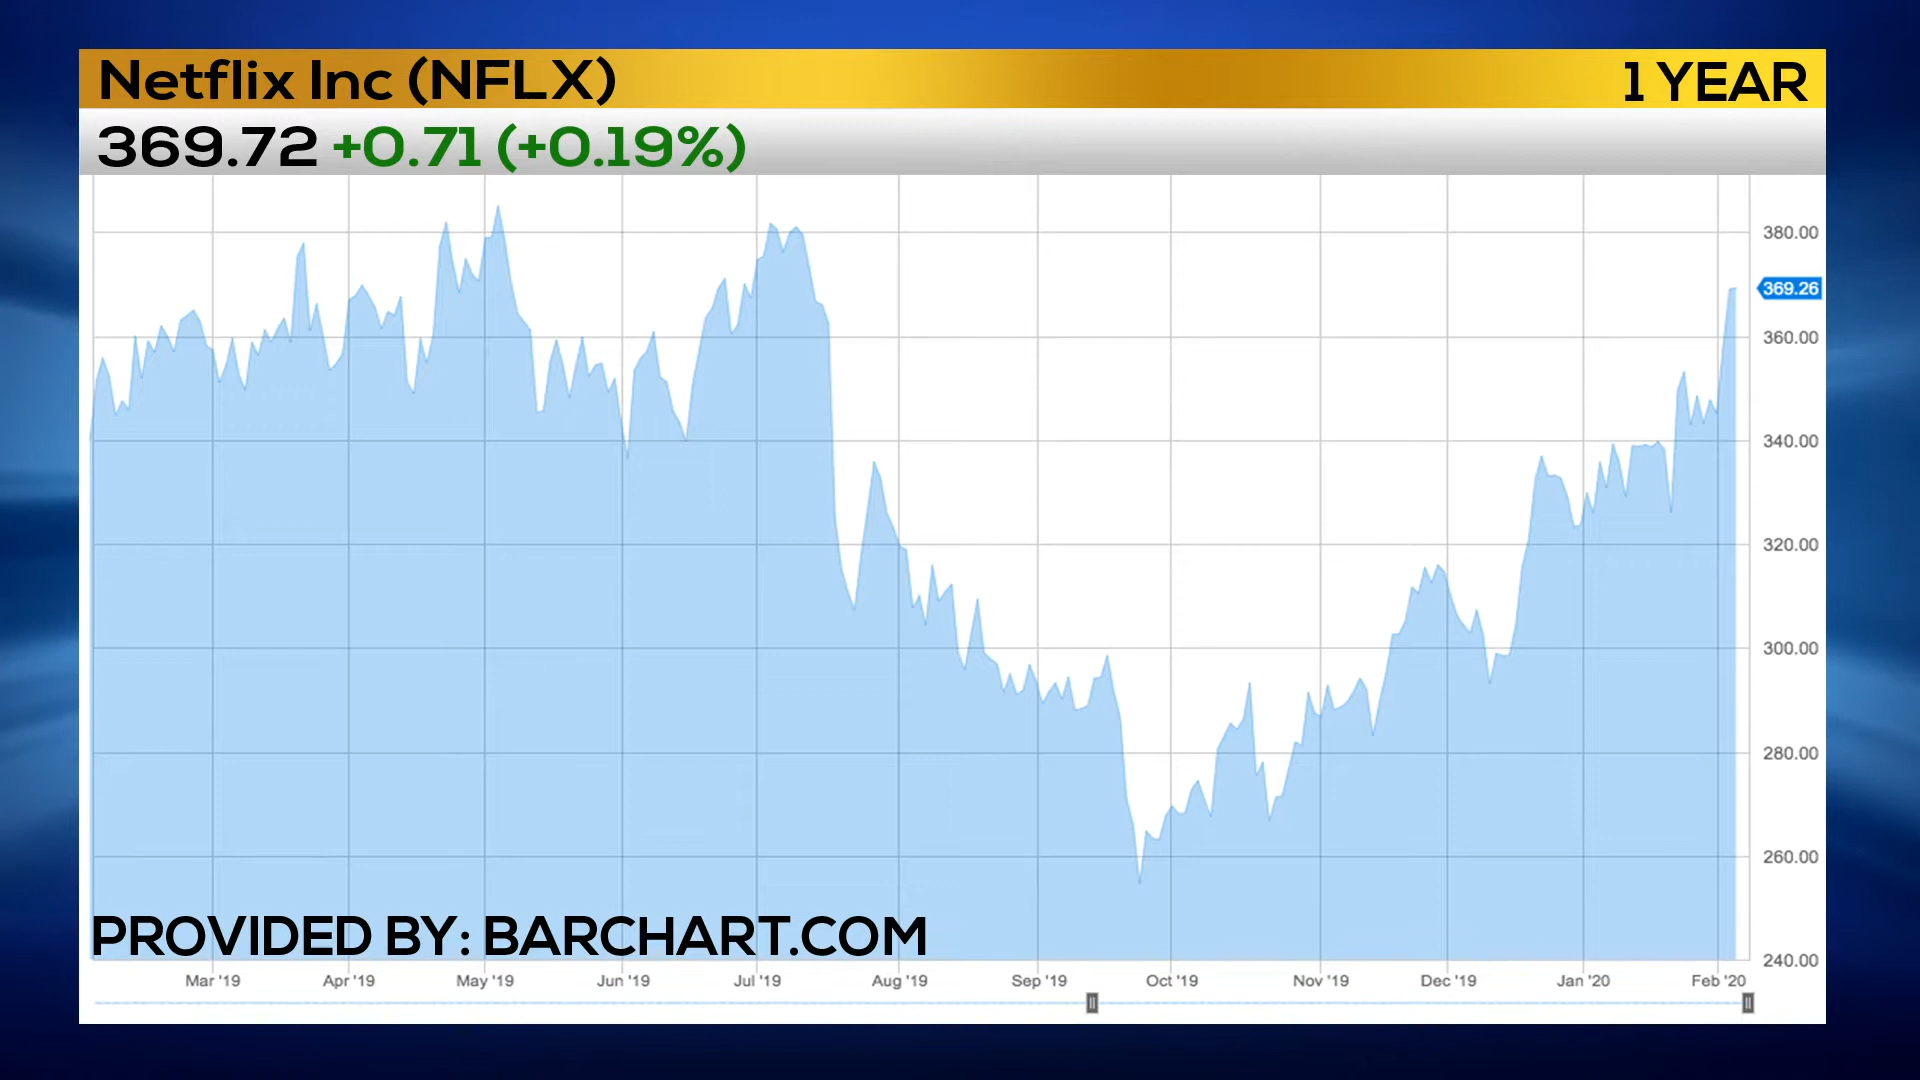 Netflix Inc (NFLX) 1 YEAR
369.72 +0.71 (+0.19%)
380.00
369.26
360.00
340.00
320.00
300.00
280.00
260.00
PROVIDED BY: BARCHART.COM
240.00
Mar '19 Apr '19 May '19 Jun '19 Jul '19 Aug '19 Sep '19 Oct '19 Nov '19 Dec '19 Jan '20 Feb '20